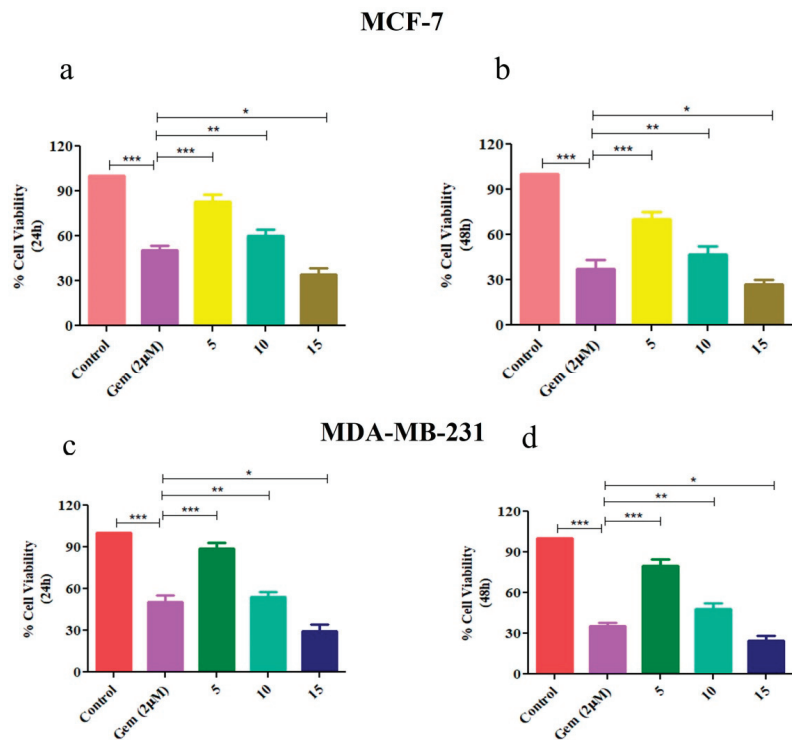 MCF-7
a
*
**
***
***
120
90
60
30
0
% Cell Viability
(24h)
Control
Gem (2μM)
5
10
15
b
*
**
***
***
120
90
60
30
0
% Cell Viability
(48h)
Control
Gem (2μM)
5
10
15
MDA-MB-231
c
*
**
***
***
120
90
60
30
0
% Cell Viability
(24h)
Control
Gem (2μM)
5
10
15
d
*
**
***
***
120
90
60
30
0
% Cell Viability
(48h)
Control
Gem (2μM)
5
10
15